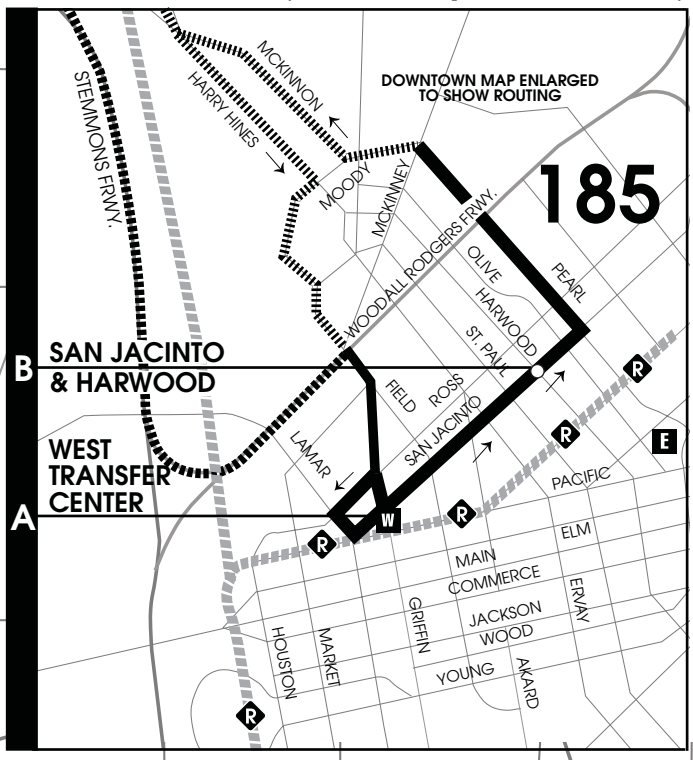 DOWNTOWN MAP ENLARGED
TO SHOW ROUTING
185
MCKINNON
HARRY HINES
STEMMONS FRWY.
MOODY
MCKINNEY
WOODALL RODGERS FRWY.
OLIVE
PEARL
HARWOOD
ST. PAUL
B
SAN JACINTO
& HARWOOD
R
FIELD
ROSS
SAN JACINTO
R
E
LAMAR
WEST
TRANSFER
CENTER
A
W
R
R
PACIFIC
ELM
MAIN
COMMERCE
ERVAY
GRIFFIN
JACKSON
WOOD
HOUSTON
MARKET
YOUNG
AKARD
R